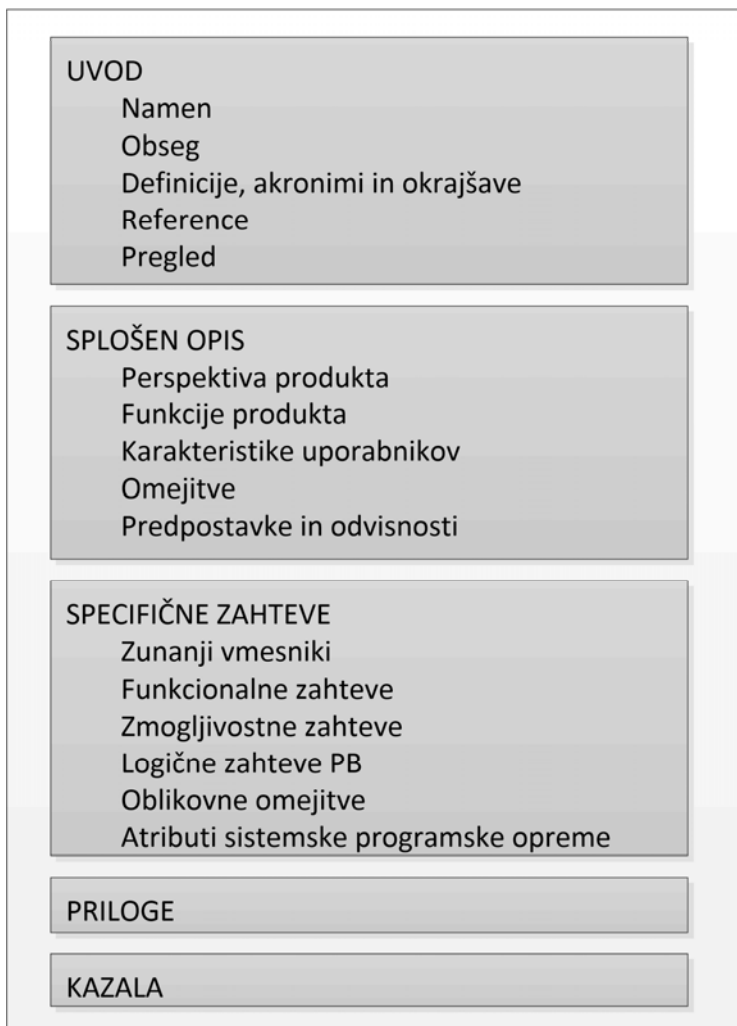 UVOD
Namen
Obseg
Definicije, akronimi in okrajšave
Reference
Pregled
SPLOŠEN OPIS
Perspektiva produkta
Funkcije produkta
Karakteristike uporabnikov
Omejitve
Predpostavke in odvisnosti
SPECIFIČNE ZAHTEVE
Zunanji vmesniki
Funkcionalne zahteve
Zmogljivostne zahteve
Logične zahteve PB
Oblikovne omejitve
Atributi sistemske programske opreme
PRILOGE
KAZALA